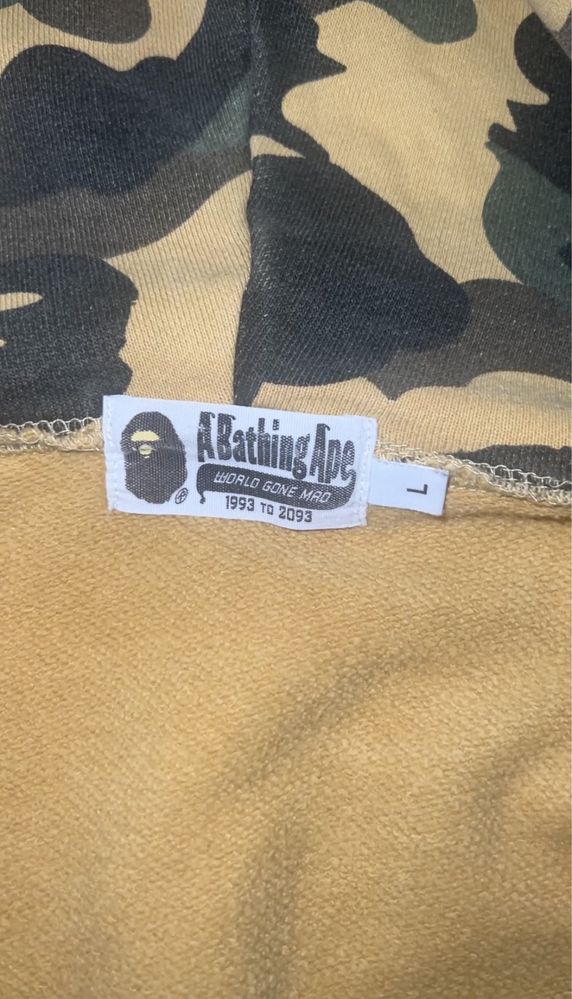 A Bathing Ape
WORLD GONE MAD
1993 TO 2093
L